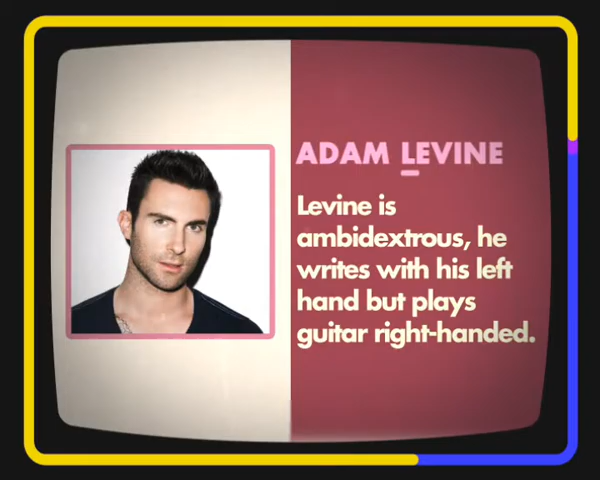 ADAM LEVINE
Levine is
ambidextrous, he
writes with his left
hand but plays
guitar right-handed.